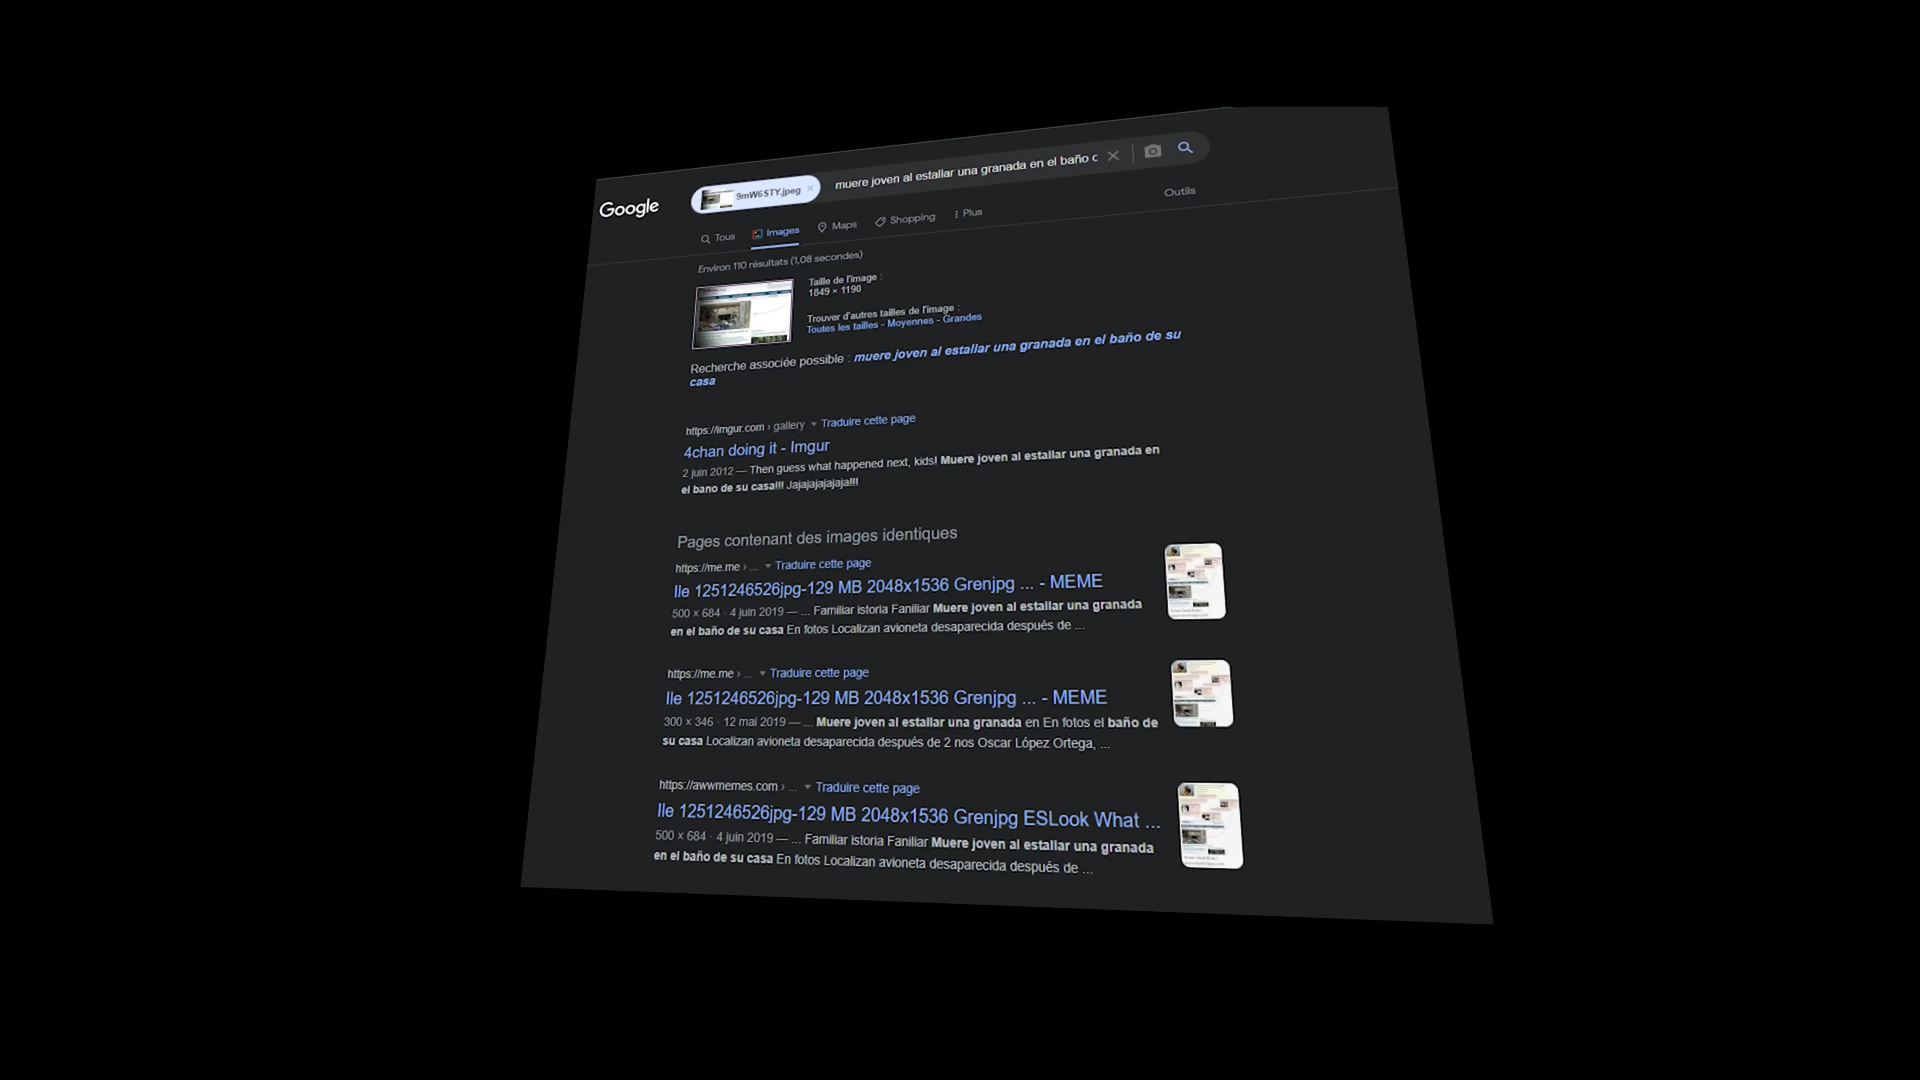 Google
9mW6STY.jpeg
muere joven al estallar una granada en el baño c
Tous
Images
Maps
Shopping
Plus
Outils
Environ 110 résultats (1,08 secondes)
Taille de l'image :
1849 × 1190
Trouver d'autres tailles de l'image :
Toutes les tailles - Moyennes - Grandes
Recherche associée possible : muere joven al estallar una granada en el baño de su
casa
https://imgur.com › gallery
Traduire cette page
4chan doing it - Imgur
2 juin 2012 — Then guess what happened next, kids! Muere joven al estallar una granada en
el bano de su casa!!! Jajajajajajaja!!!
Pages contenant des images identiques
https://me.me › ...
Traduire cette page
Ile 1251246526jpg-129 MB 2048x1536 Grenjpg ... - MEME
500 × 684 · 4 juin 2019 — ... Familiar istoria Faniliar Muere joven al estallar una granada
en el baño de su casa En fotos Localizan avioneta desaparecida después de ...
https://me.me › ...
Traduire cette page
Ile 1251246526jpg-129 MB 2048x1536 Grenjpg ... - MEME
300 × 346 · 12 mai 2019 — ... Muere joven al estallar una granada en En fotos el baño de
su casa Localizan avioneta desaparecida después de 2 nos Oscar López Ortega, ...
https://awwmemes.com › ...
Traduire cette page
Ile 1251246526jpg-129 MB 2048x1536 Grenjpg ESLook What ...
500 × 684 · 4 juin 2019 — ... Familiar istoria Faniliar Muere joven al estallar una granada
en el baño de su casa En fotos Localizan avioneta desaparecida después de ...